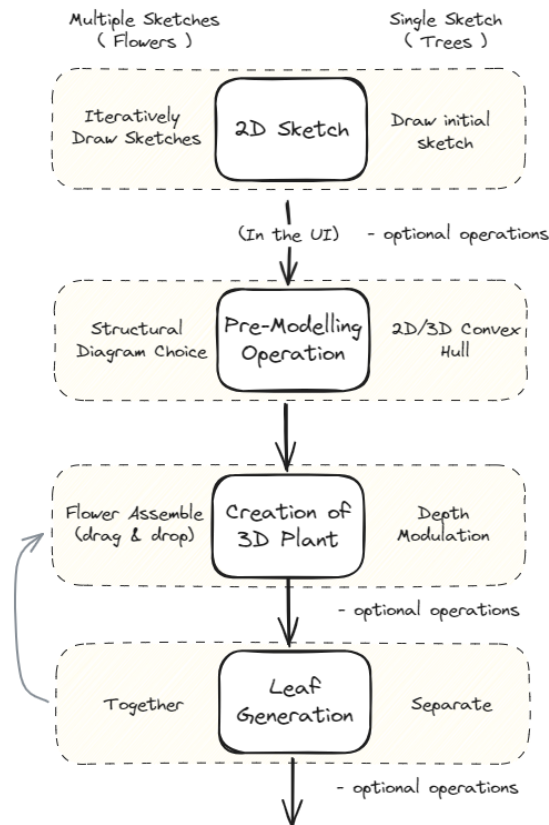 Multiple Sketches
( Flowers )
Single Sketch
( Trees )
Iteratively
Draw Sketches
2D Sketch
Draw initial
sketch
(In the UI)
- optional operations
Structural
Diagram Choice
Pre-Modelling
Operation
2D/3D Convex
Hull
Flower Assemble
(drag & drop)
Creation of
3D Plant
Depth
Modulation
- optional operations
Together
Leaf
Generation
Separate
- optional operations